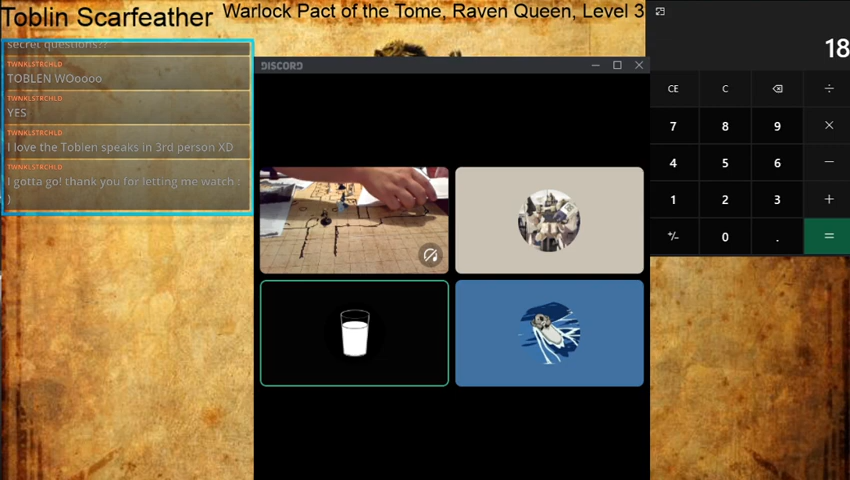 Toblin Scarfeather
Warlock Pact of the Tome, Raven Queen, Level 3
secret questions??
TWNKLSTRCHLD
TOBLEN WOoooo
TWNKLSTRCHLD
YES
TWNKLSTRCHLD
I love the Toblen speaks in 3rd person XD
TWNKLSTRCHLD
I gotta go! thank you for letting me watch :
)
DISCORD
18
CE C ÷
7 8 9 ×
4 5 6 −
1 2 3 +
+/− 0 . =